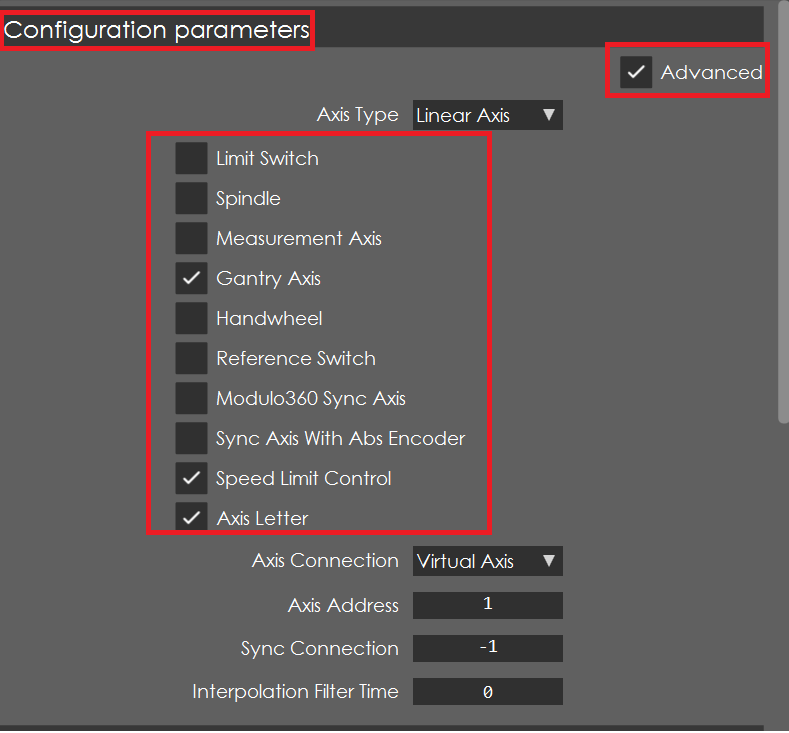 Configuration parameters
Advanced
Axis Type Linear Axis
Limit Switch
Spindle
Measurement Axis
Gantry Axis
Handwheel
Reference Switch
Modulo360 Sync Axis
Sync Axis With Abs Encoder
Speed Limit Control
Axis Letter
Axis Connection Virtual Axis
Axis Address 1
Sync Connection -1
Interpolation Filter Time 0